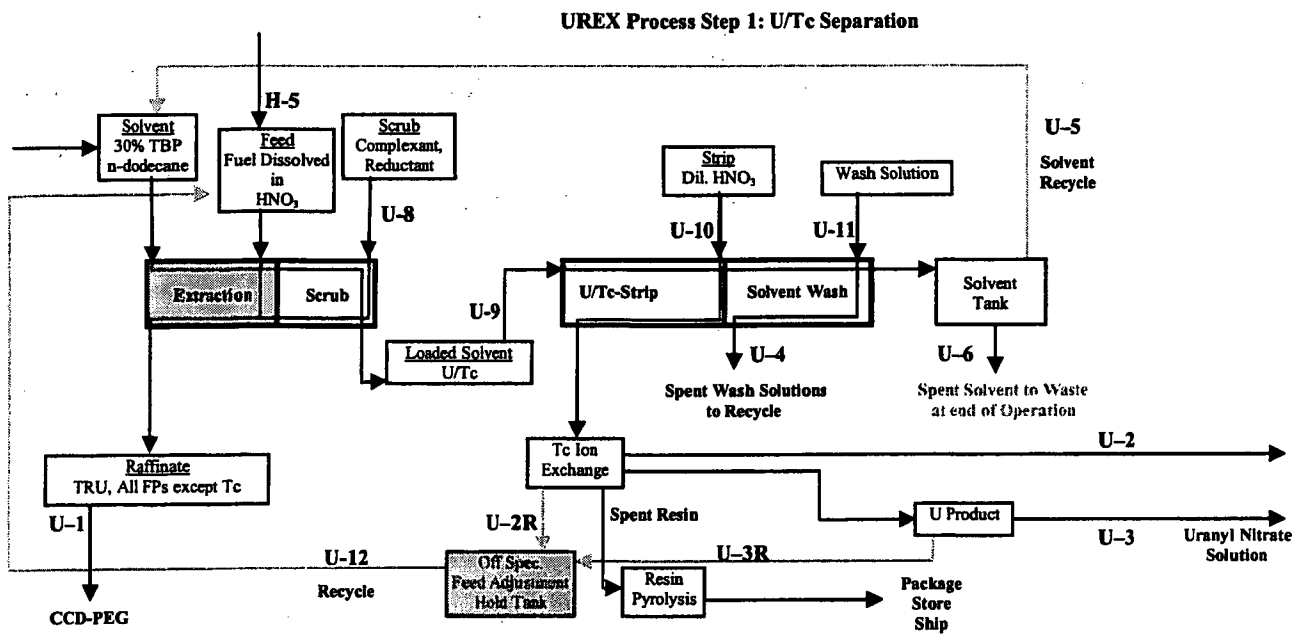 UREX Process Step 1: U/Tc Separation
H-5
Solvent
30% TBP
n-dodecane
Feed
Fuel Dissolved
in
HNO₃
Scrub
Complexant,
Reductant
U-8
Strip
Dil. HNO₃
Wash Solution
U-10
U-11
U-5
Solvent
Recycle
Extraction
Scrub
U-9
U/Tc-Strip
Solvent Wash
Solvent
Tank
Loaded Solvent
U/Tc
U-4
Spent Wash Solutions
to Recycle
U-6
Spent Solvent to Waste
at end of Operation
Raffinate
TRU, All FPs except Tc
U-1
CCD-PEG
Tc Ion
Exchange
U-2
U-2R
Spent Resin
U Product
U-3
Uranyl Nitrate
Solution
U-3R
U-12
Recycle
Off Spec
Feed Adjustment
Hold Tank
Resin
Pyrolysis
Package
Store
Ship